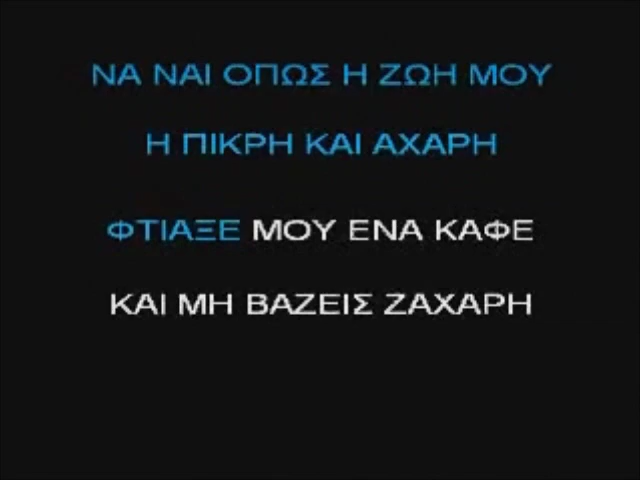 ΝΑ ΝΑΙ ΟΠΩΣ Η ΖΩΗ ΜΟΥ
Η ΠΙΚΡΗ ΚΑΙ ΑΧΑΡΗ
ΦΤΙΑΞΕ ΜΟΥ ΕΝΑ ΚΑΦΕ
ΚΑΙ ΜΗ ΒΑΖΕΙΣ ΖΑΧΑΡΗ